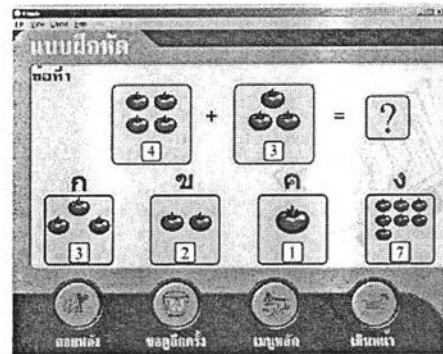 แบบฝึกหัด
ข้อที่ 1
4 + 3 = ?
ก ข ค ง
3 2 1 7
ถอยหลัง ขอดูอีกครั้ง เมนูหลัก เดินหน้า